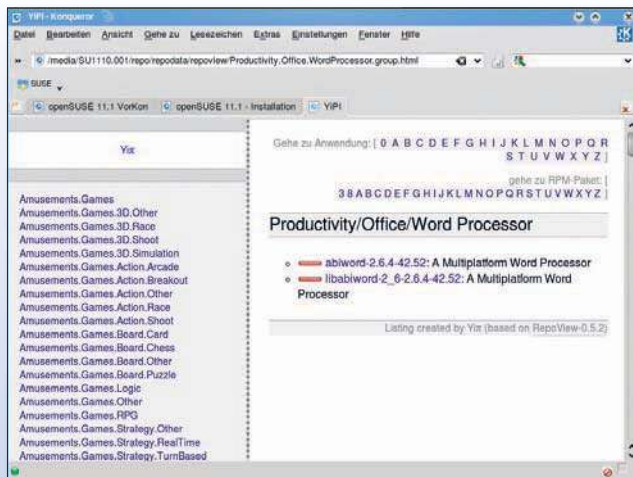 YiPI - Konqueror
Datei Bearbeiten Ansicht Gehe zu Lesezeichen Extras Einstellungen Fenster Hilfe
/media/SU1110.001/repo/repodata/repoview/Productivity.Office.WordProcessor.group.html
SUSE
openSUSE 11.1 VorKon
openSUSE 11.1 - Installation
YiPI
Yix
Amusements.Games
Amusements.Games.3D.Other
Amusements.Games.3D.Race
Amusements.Games.3D.Shoot
Amusements.Games.3D.Simulation
Amusements.Games.Action.Arcade
Amusements.Games.Action.Breakout
Amusements.Games.Action.Other
Amusements.Games.Action.Race
Amusements.Games.Action.Shoot
Amusements.Games.Board.Card
Amusements.Games.Board.Chess
Amusements.Games.Board.Other
Amusements.Games.Board.Puzzle
Amusements.Games.Logic
Amusements.Games.Other
Amusements.Games.RPG
Amusements.Games.Strategy.Other
Amusements.Games.Strategy.RealTime
Amusements.Games.Strategy.TurnBased
Gehe zu Anwendung: [ 0 A B C D E F G H I J K L M N O P Q R
S T U V W X Y Z ]
gehe zu RPM-Paket: [
3 8 A B C D E F G H I J K L M N O P Q R S T U V W X Y Z ]
Productivity/Office/Word Processor
abiword-2.6.4-42.52: A Multiplatform Word Processor
libabiword-2_6-2.6.4-42.52: A Multiplatform Word
Processor
Listing created by Yix (based on RepoView-0.5.2)